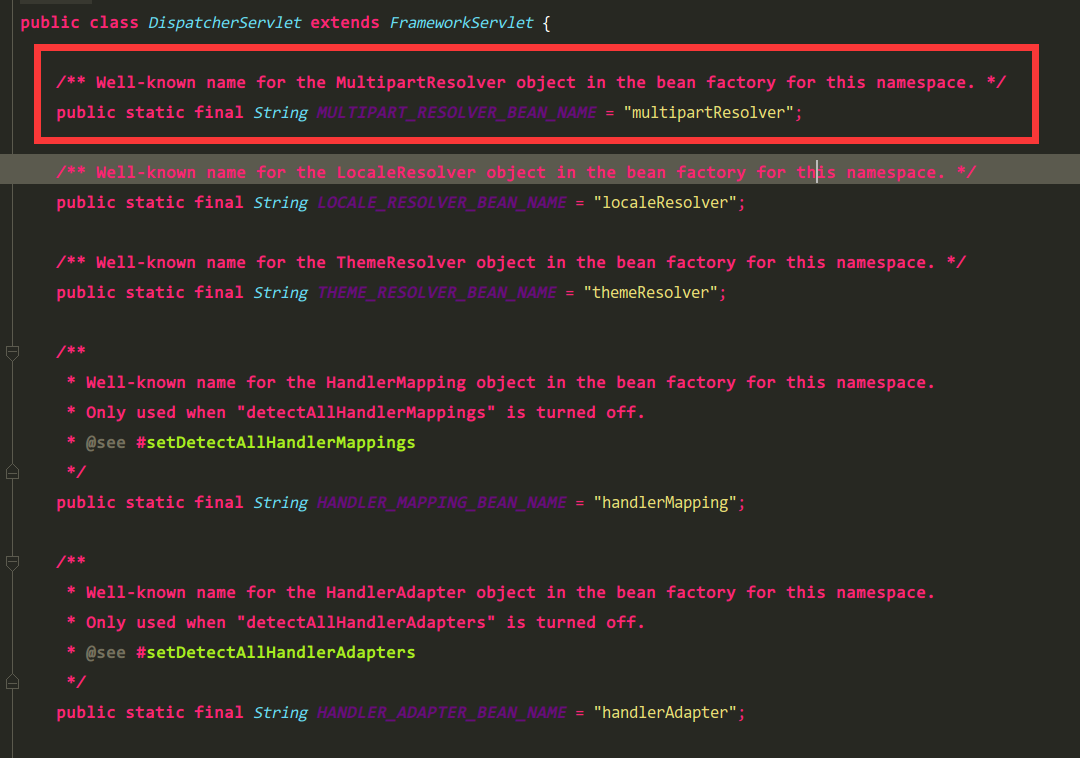 public class DispatcherServlet extends FrameworkServlet {
/** Well-known name for the MultipartResolver object in the bean factory for this namespace. */
public static final String MULTIPART_RESOLVER_BEAN_NAME = "multipartResolver";
/** Well-known name for the LocaleResolver object in the bean factory for this namespace. */
public static final String LOCALE_RESOLVER_BEAN_NAME = "localeResolver";
/** Well-known name for the ThemeResolver object in the bean factory for this namespace. */
public static final String THEME_RESOLVER_BEAN_NAME = "themeResolver";
/**
* Well-known name for the HandlerMapping object in the bean factory for this namespace.
* Only used when "detectAllHandlerMappings" is turned off.
* @see #setDetectAllHandlerMappings
*/
public static final String HANDLER_MAPPING_BEAN_NAME = "handlerMapping";
/**
* Well-known name for the HandlerAdapter object in the bean factory for this namespace.
* Only used when "detectAllHandlerAdapters" is turned off.
* @see #setDetectAllHandlerAdapters
*/
public static final String HANDLER_ADAPTER_BEAN_NAME = "handlerAdapter";